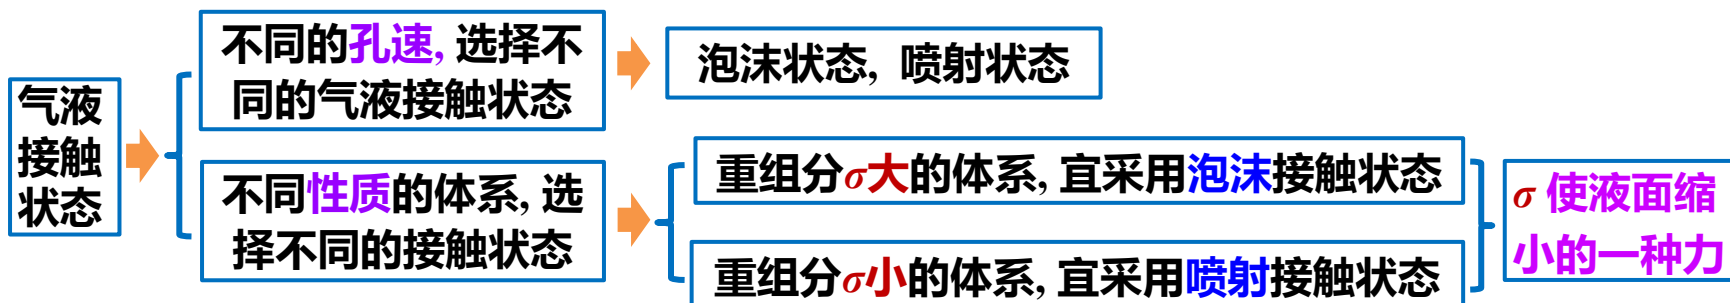 气液
接触
状态
不同的孔速, 选择不
同的气液接触状态
泡沫状态, 喷射状态
不同性质的体系, 选
择不同的接触状态
重组分σ大的体系, 宜采用泡沫接触状态
重组分σ小的体系, 宜采用喷射接触状态
σ 使液面缩
小的一种力